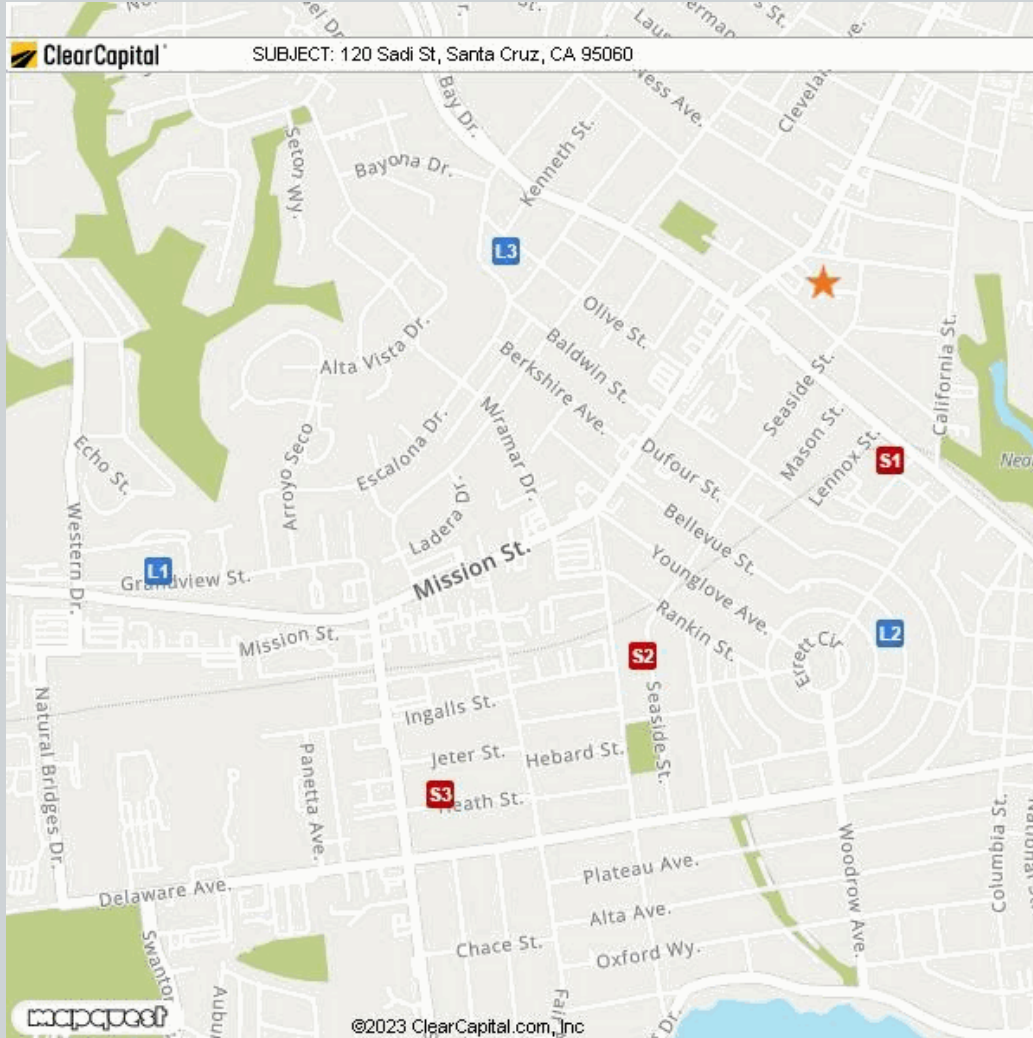 ClearCapital
SUBJECT: 120 Sadi St, Santa Cruz, CA 95060
Bay Dr.
Ness Ave.
Kenneth St.
Seton Wy.
Bayona Dr.
L3
Olive St.
Baldwin St.
Berkshire Ave.
Alta Vista Dr.
California St.
Seaside St.
Mason St.
Lennox St.
S1
Miramar Dr.
Escalona Dr.
Arroyo Seco
Echo St.
Dufour St.
Ladera Dr.
Bellevue St.
Western Dr.
L1
Grandview St.
Mission St.
Younglove Ave.
Rankin St.
L2
Errett Cir
Mission St.
S2
Seaside St.
Ingalls St.
Natural Bridges Dr.
Panetta Ave.
Jeter St.
Hebard St.
S3
Heath St.
Columbia St.
Woodrow Ave.
Plateau Ave.
Delaware Ave.
Alta Ave.
Chace St.
Oxford Wy.
mapquest
©2023 ClearCapital.com, Inc